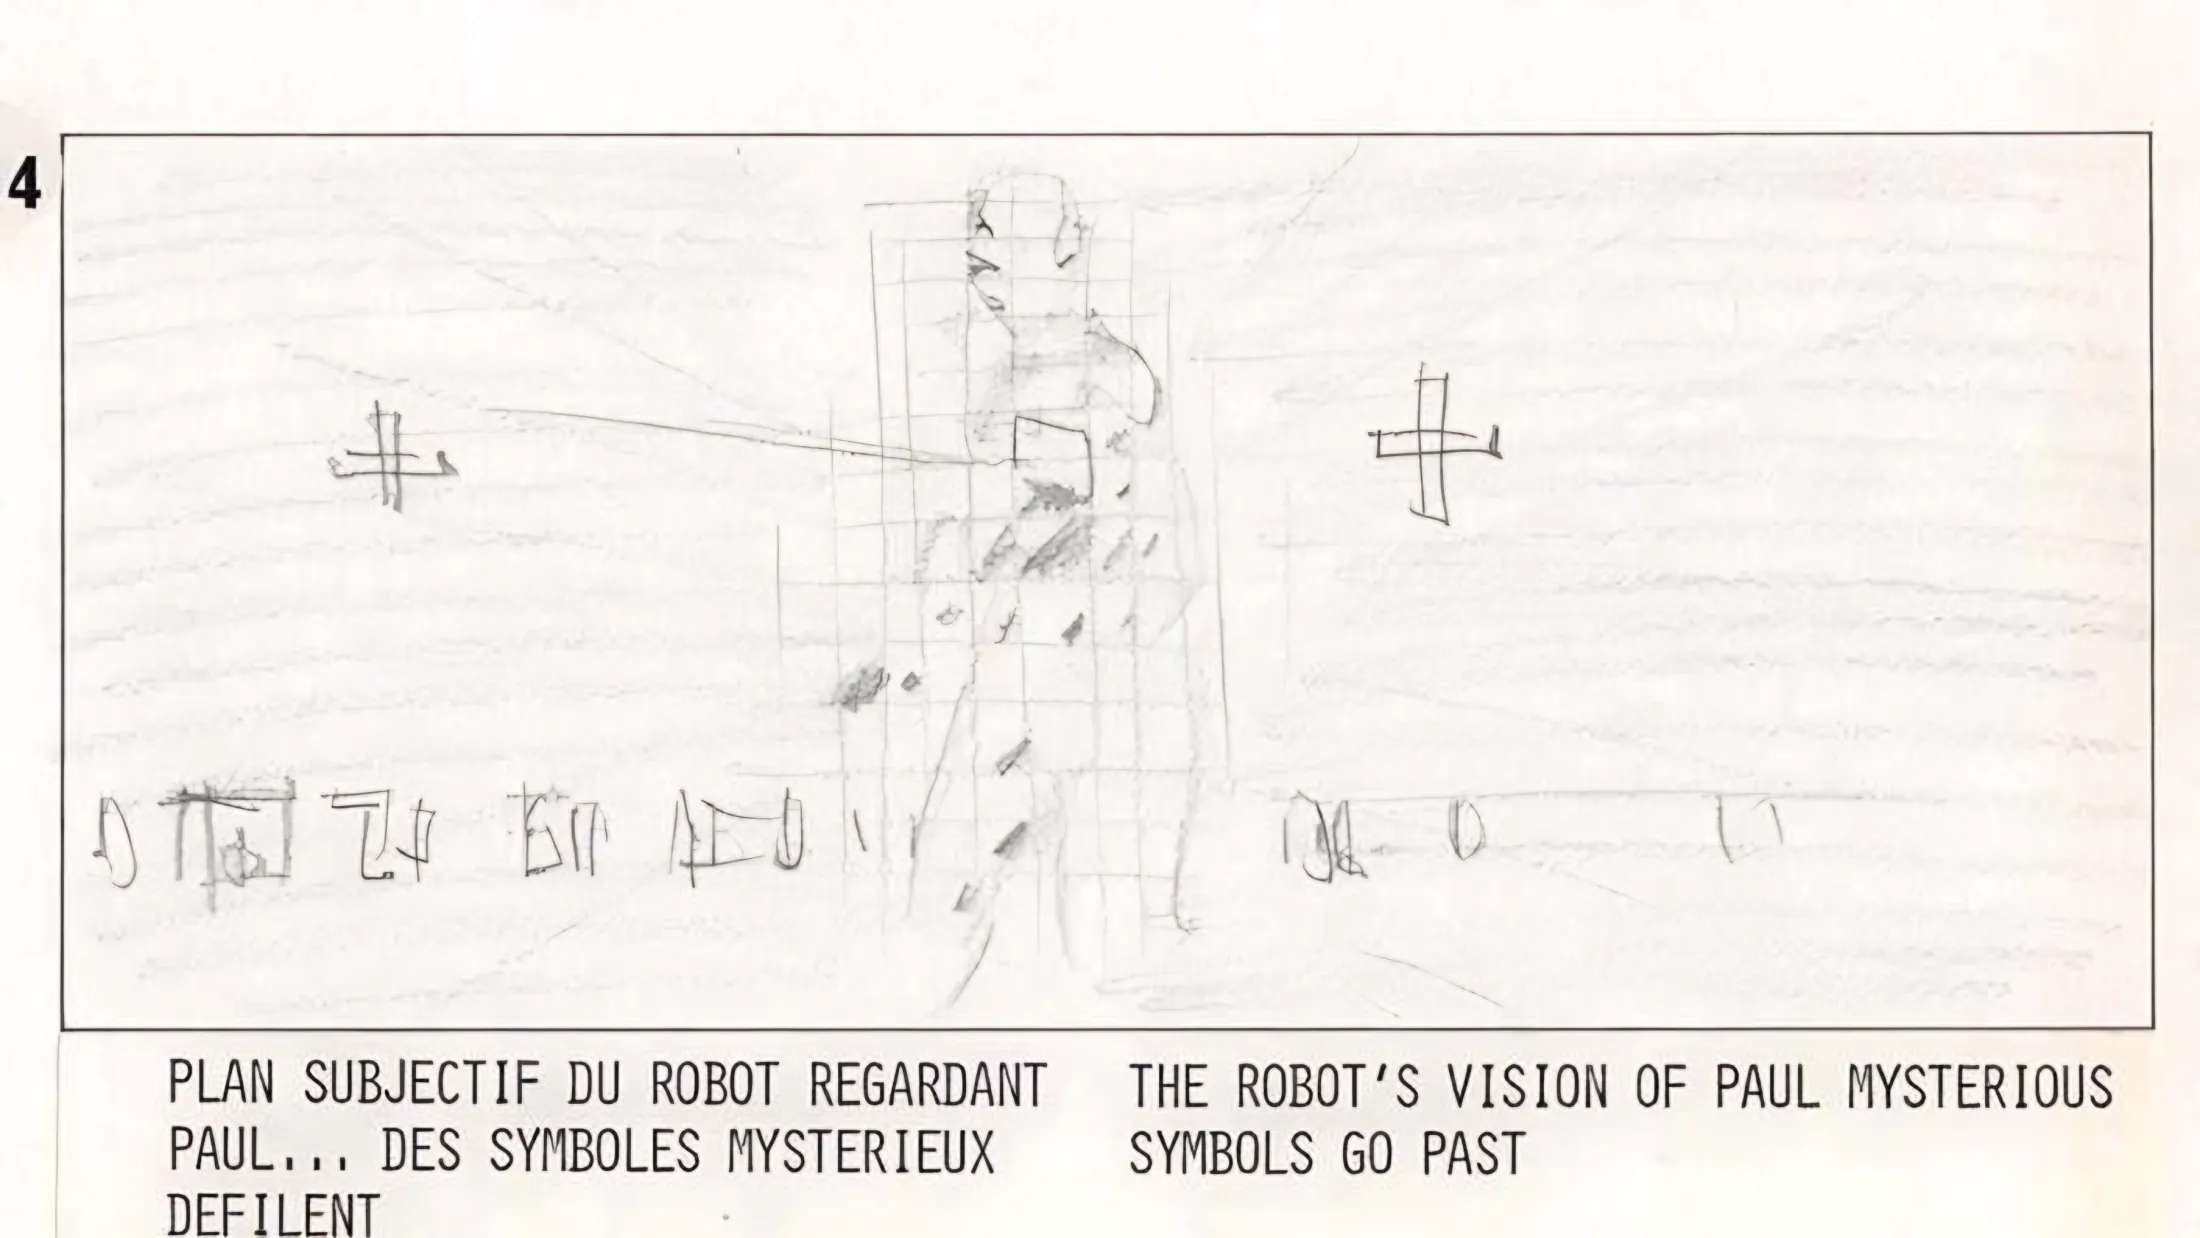 4
PLAN SUBJECTIF DU ROBOT REGARDANT
PAUL... DES SYMBOLES MYSTERIEUX
DEFILENT
THE ROBOT'S VISION OF PAUL MYSTERIOUS
SYMBOLS GO PAST